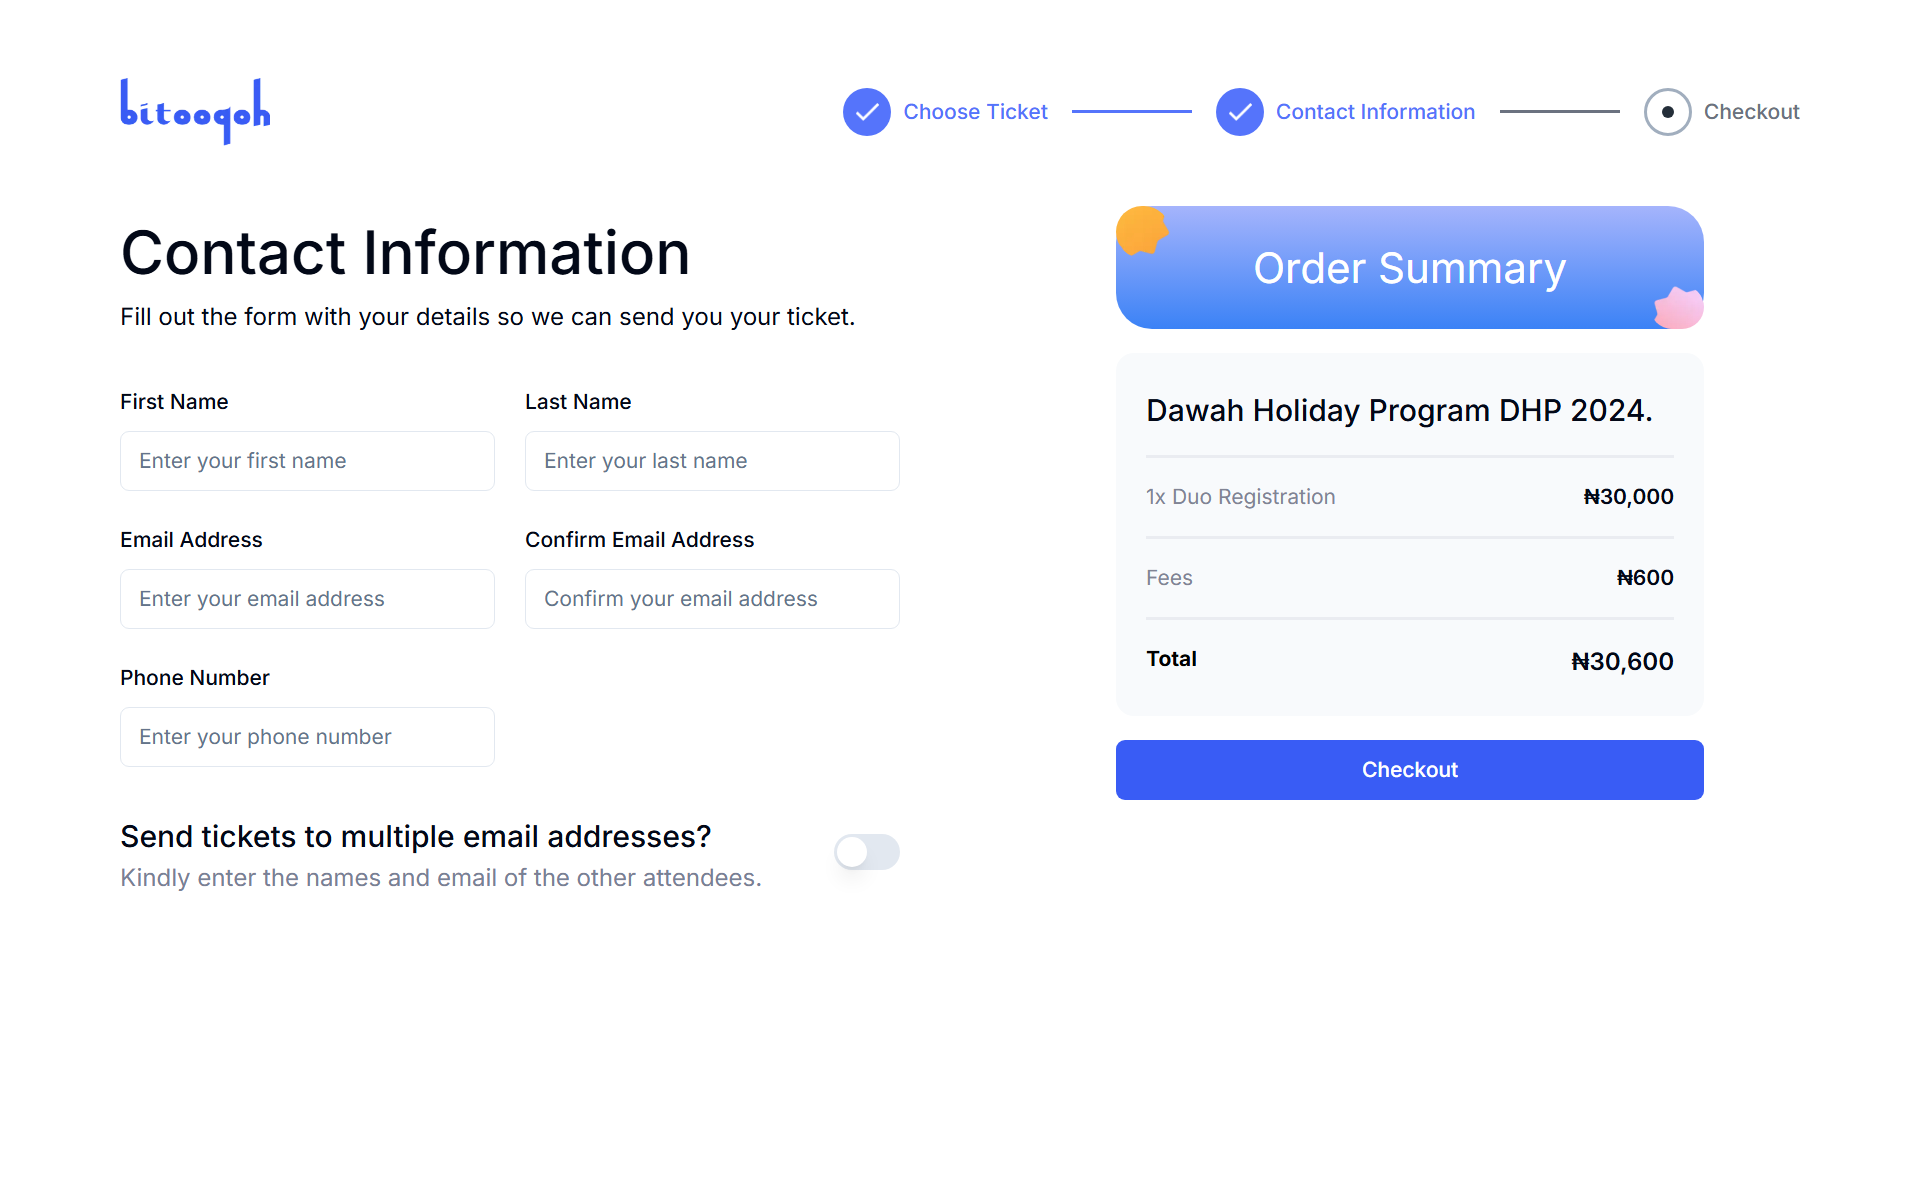 bitooqoh
Choose Ticket
Contact Information
Checkout
Contact Information
Fill out the form with your details so we can send you your ticket.
First Name
Last Name
Enter your first name
Enter your last name
Email Address
Confirm Email Address
Enter your email address
Confirm your email address
Phone Number
Enter your phone number
Send tickets to multiple email addresses?
Kindly enter the names and email of the other attendees.
Order Summary
Dawah Holiday Program DHP 2024.
1x Duo Registration ₦30,000
Fees ₦600
Total ₦30,600
Checkout